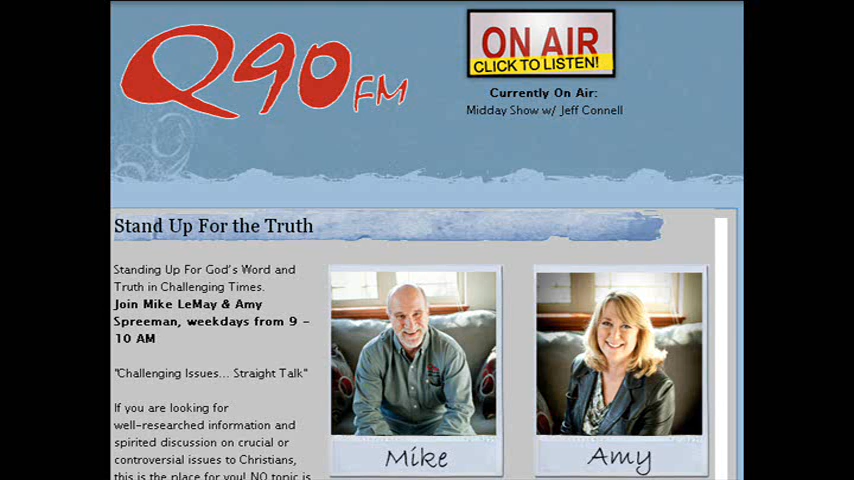 Q90 FM
ON AIR
CLICK TO LISTEN!
Currently On Air:
Midday Show w/ Jeff Connell
Stand Up For the Truth
Standing Up For God's Word and
Truth in Challenging Times.
Join Mike LeMay & Amy
Spreeman, weekdays from 9 -
10 AM
"Challenging Issues... Straight Talk"
If you are looking for
well-researched information and
spirited discussion on crucial or
controversial issues to Christians,
this is the place for you! NO topic is
Mike
Amy